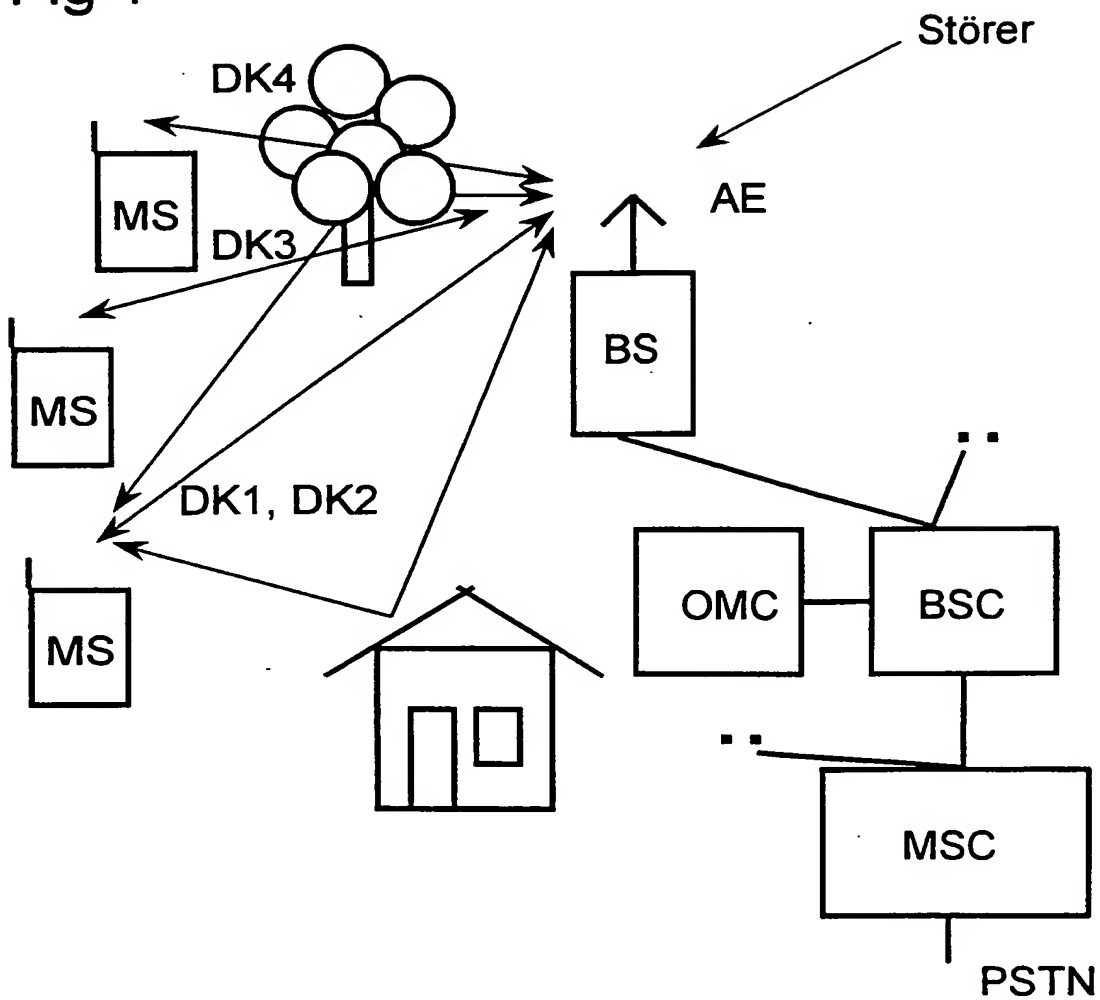 Störer
DK4
MS
AE
DK3
BS
MS
DK1, DK2
OMC
BSC
MS
MSC
PSTN